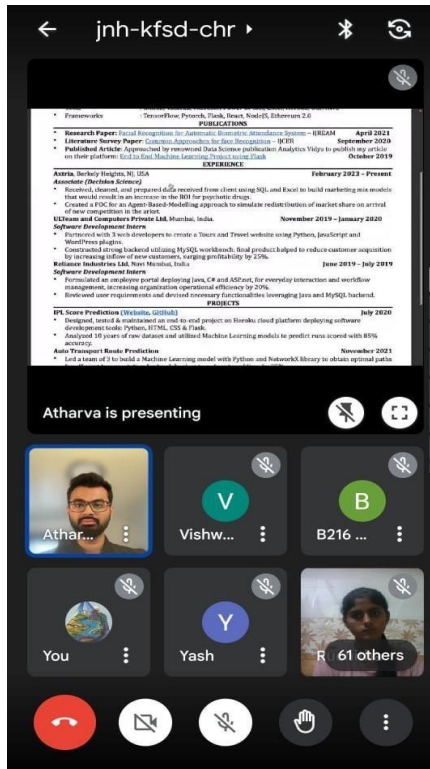 jnh-kfsd-chr
Frameworks : TensorFlow, Pytorch, Flask, React, NodeJS, Ethereum 2.0
PUBLICATIONS
Research Paper: Facial Recognition for Automatic Biometric Attendance System – IJREAM April 2021
Literature Survey Paper: Common Approaches for Face Recognition – IJCER September 2020
Published Article: Approached by renowned Data Science publication Analytics Vidya to publish my article
on their platform: End to End Machine Learning Project using Flask October 2019
EXPERIENCE
Axtria, Berkely Heights, NJ, USA February 2023 – Present
Associate (Decision Science)
Received, cleaned, and prepared data received from client using SQL and Excel to build marketing mix models
that would result in an increase in the ROI for psychotic drugs.
Created a POC for an Agent-Based-Modelling approach to simulate redistribution of market share on arrival
of new competition in the
ULTeam and Computers Private Ltd, Mumbai, India. November 2019 – January 2020
Software Development Intern
Partnered with 3 web developers to create a Tours and Travel website using Python, JavaScript and
WordPress plugins.
Constructed strong backend utilizing MySQL workbench; final product helped to reduce customer acquisition
by increasing inflow of new customers, surging profitability by 25%.
Reliance Industries Ltd, Navi Mumbai, India June 2019 – July 2019
Software Development Intern
Formulated an employee portal deploying Java, C# and ASP.net, for everyday interaction and workflow
management, increasing organization operational efficiency by 20%.
Reviewed user requirements and devised necessary functionalities leveraging Java and MySQL backend.
PROJECTS
IPL Score Prediction (Website, GitHub) July 2020
Designed, tested & maintained an end-to-end project on Heroku cloud platform deploying software
development tools: Python, HTML, CSS & Flask.
Analyzed 10 years of raw dataset and utilized Machine Learning models to predict runs scored with 85%
accuracy.
Auto Transport Route Prediction November 2021
Led a team of 3 to build a Machine Learning model with Python and NetworkX library to obtain optimal paths
Atharva is presenting
Athar...
V
Vishw...
B
B216 ...
You
Y
Yash
R
61 others